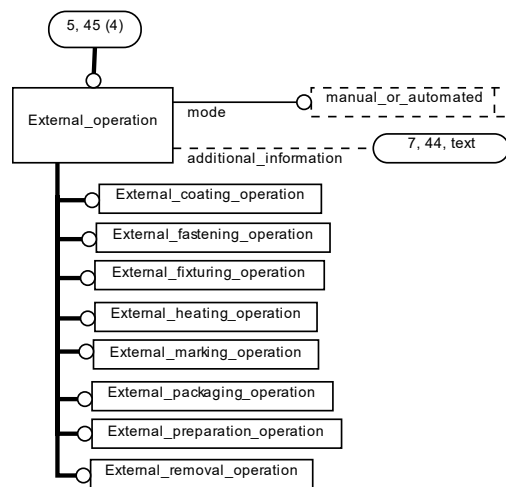 5, 45 (4)
External_operation
mode
manual_or_automated
additional_information
7, 44, text
External_coating_operation
External_fastening_operation
External_fixturing_operation
External_heating_operation
External_marking_operation
External_packaging_operation
External_preparation_operation
External_removal_operation